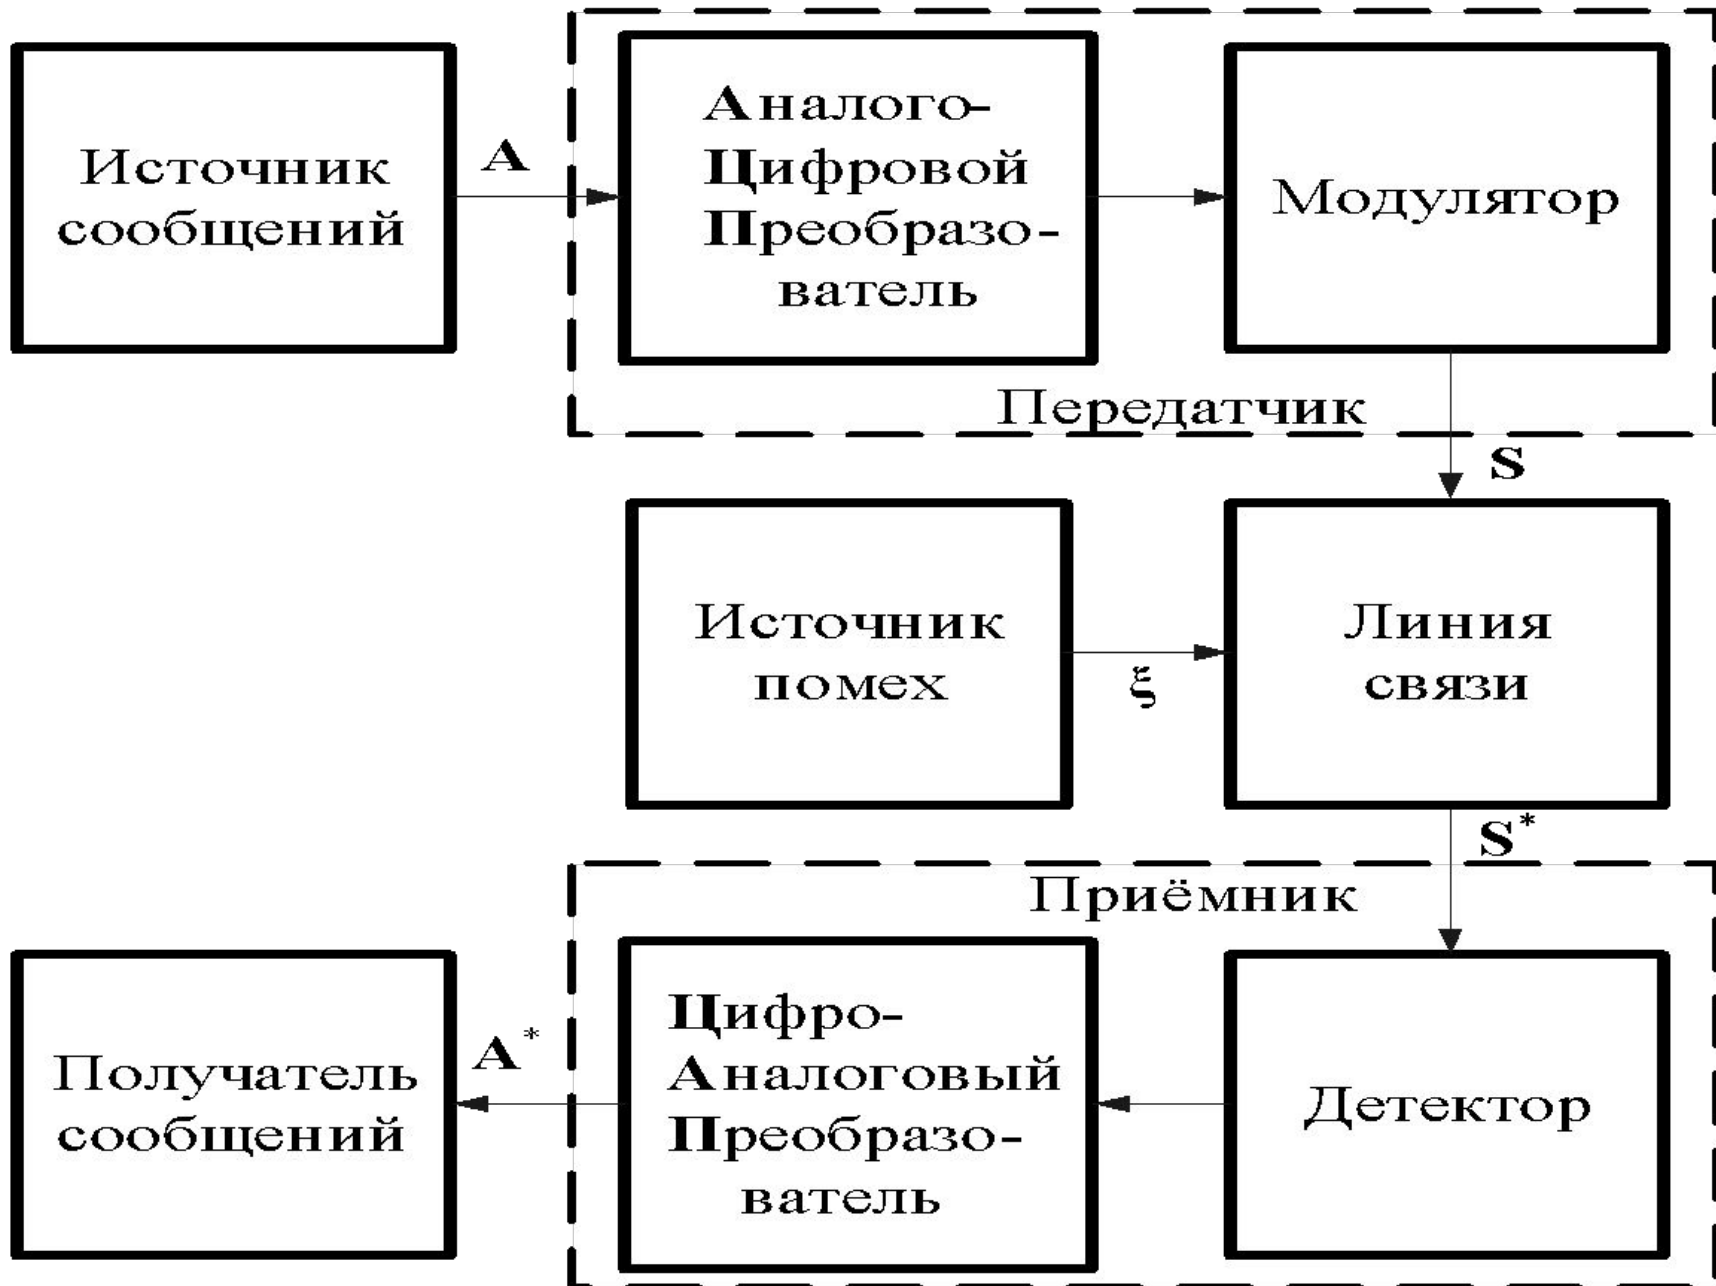 Источник
сообщений
A
Аналого-
Цифровой
Преобразо-
ватель
Модулятор
Передатчик
S
Источник
помех
ξ
Линия
связи
S*
Приёмник
Получатель
сообщений
A*
Цифро-
Аналоговый
Преобразо-
ватель
Детектор